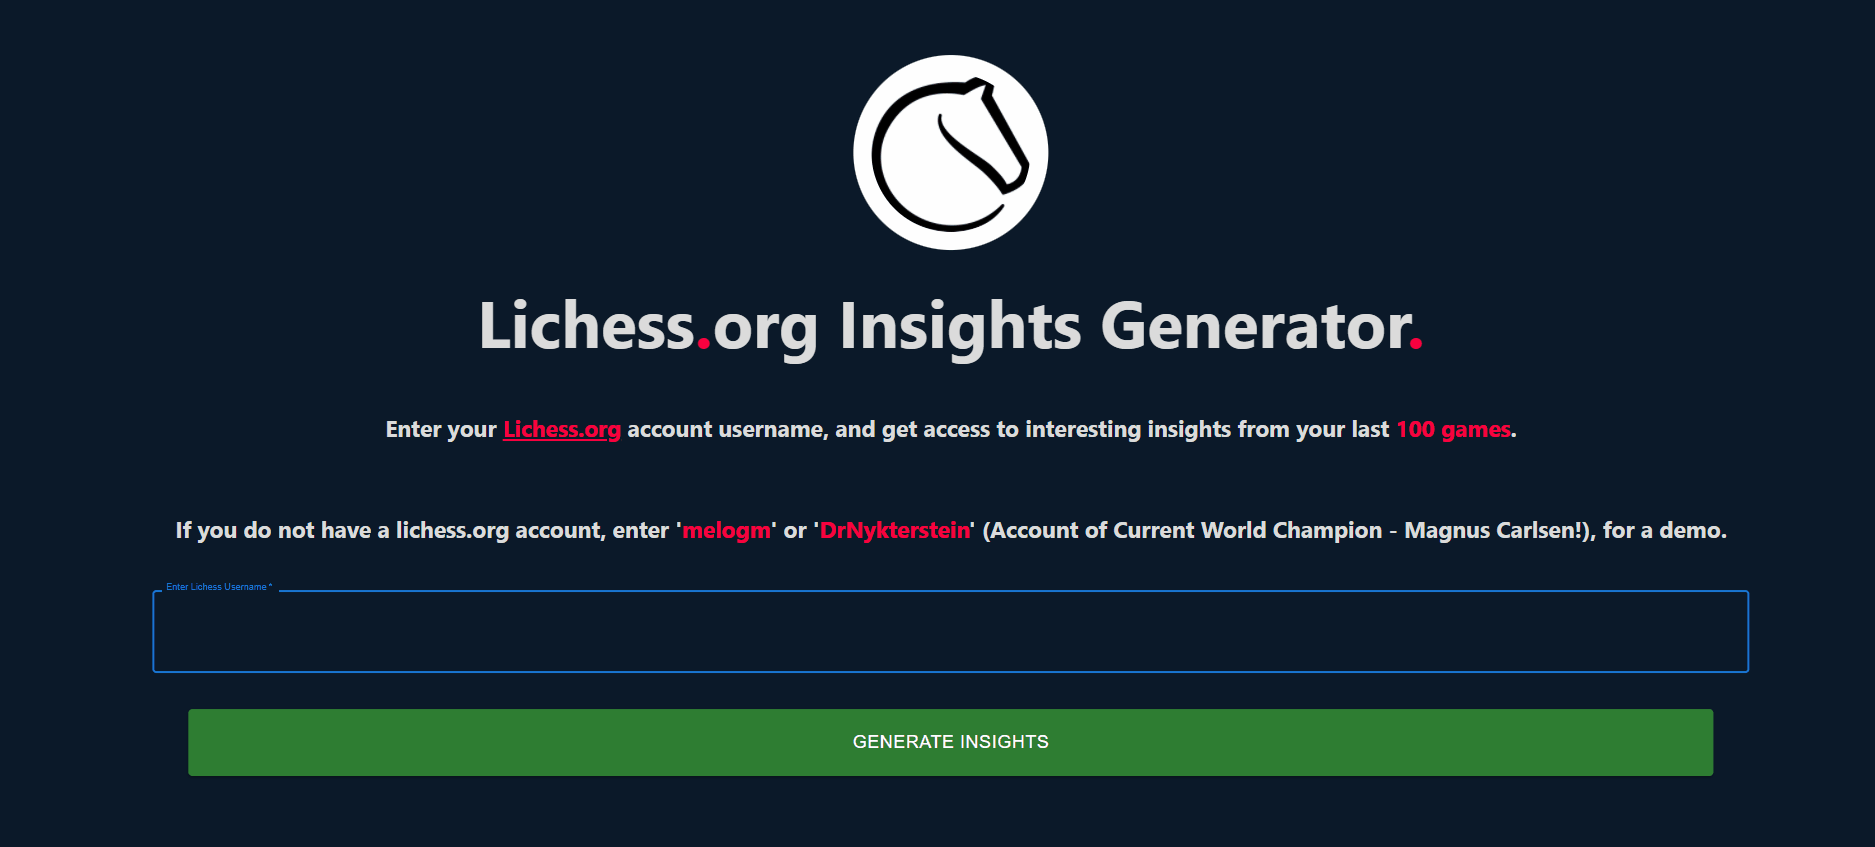 Lichess.org Insights Generator.
Enter your Lichess.org account username, and get access to interesting insights from your last 100 games.
If you do not have a lichess.org account, enter 'melogm' or 'DrNykterstein' (Account of Current World Champion - Magnus Carlsen!), for a demo.
Enter Lichess Username *
GENERATE INSIGHTS